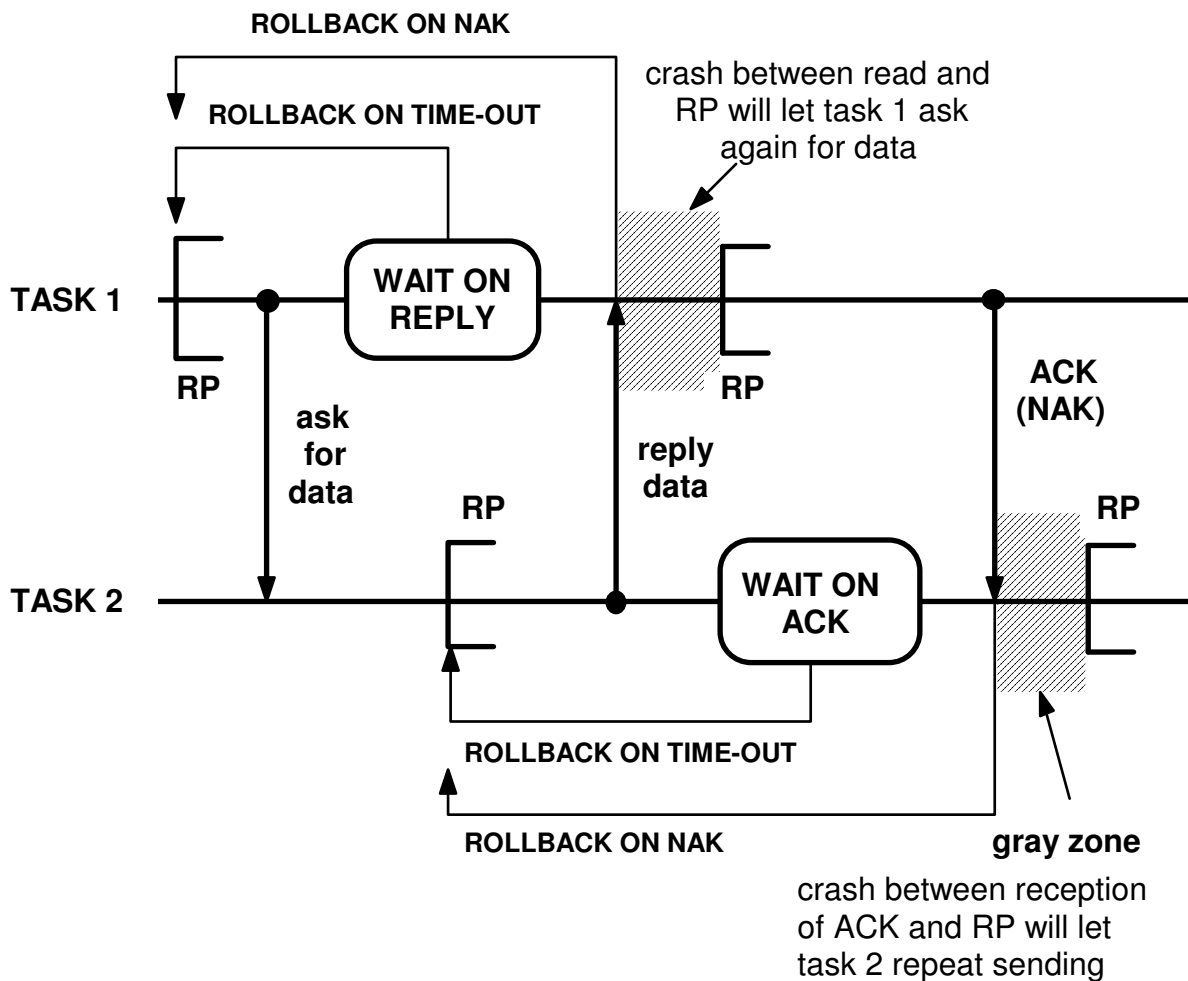 ROLLBACK ON NAK
crash between read and
RP will let task 1 ask
again for data
ROLLBACK ON TIME-OUT
TASK 1
WAIT ON
REPLY
RP
RP
ACK
(NAK)
ask
for
data
reply
data
RP
RP
TASK 2
WAIT ON
ACK
ROLLBACK ON TIME-OUT
ROLLBACK ON NAK
gray zone
crash between reception
of ACK and RP will let
task 2 repeat sending